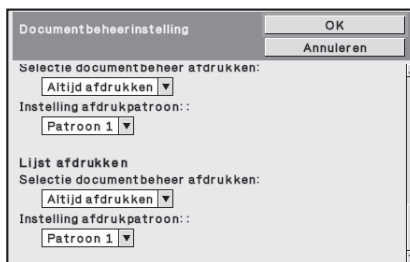 Documentbeheerinstelling
OK
Annuleren
Selectie documentbeheer afdrukken:
Altijd afdrukken
Instelling afdrukpatroon::
Patroon 1
Lijst afdrukken
Selectie documentbeheer afdrukken:
Altijd afdrukken
Instelling afdrukpatroon::
Patroon 1